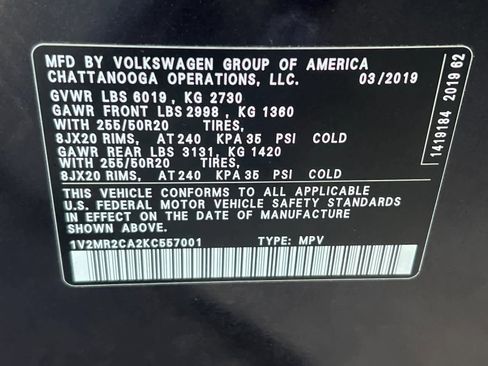 MFD BY VOLKSWAGEN GROUP OF AMERICA
CHATTANOOGA OPERATIONS, LLC. 03/2019
GVWR LBS 6019, KG 2730
GAWR FRONT LBS 2998, KG 1360
WITH 255/50R20 TIRES,
8JX20 RIMS, AT 240 KPA 35 PSI COLD
GAWR REAR LBS 3131, KG 1420
WITH 255/50R20 TIRES,
8JX20 RIMS, AT 240 KPA 35 PSI COLD
THIS VEHICLE CONFORMS TO ALL APPLICABLE
U.S. FEDERAL MOTOR VEHICLE SAFETY STANDARDS
IN EFFECT ON THE DATE OF MANUFACTURE
SHOWN ABOVE.
1V2MR2CA2KC557001 TYPE: MPV
1419184 2019 62